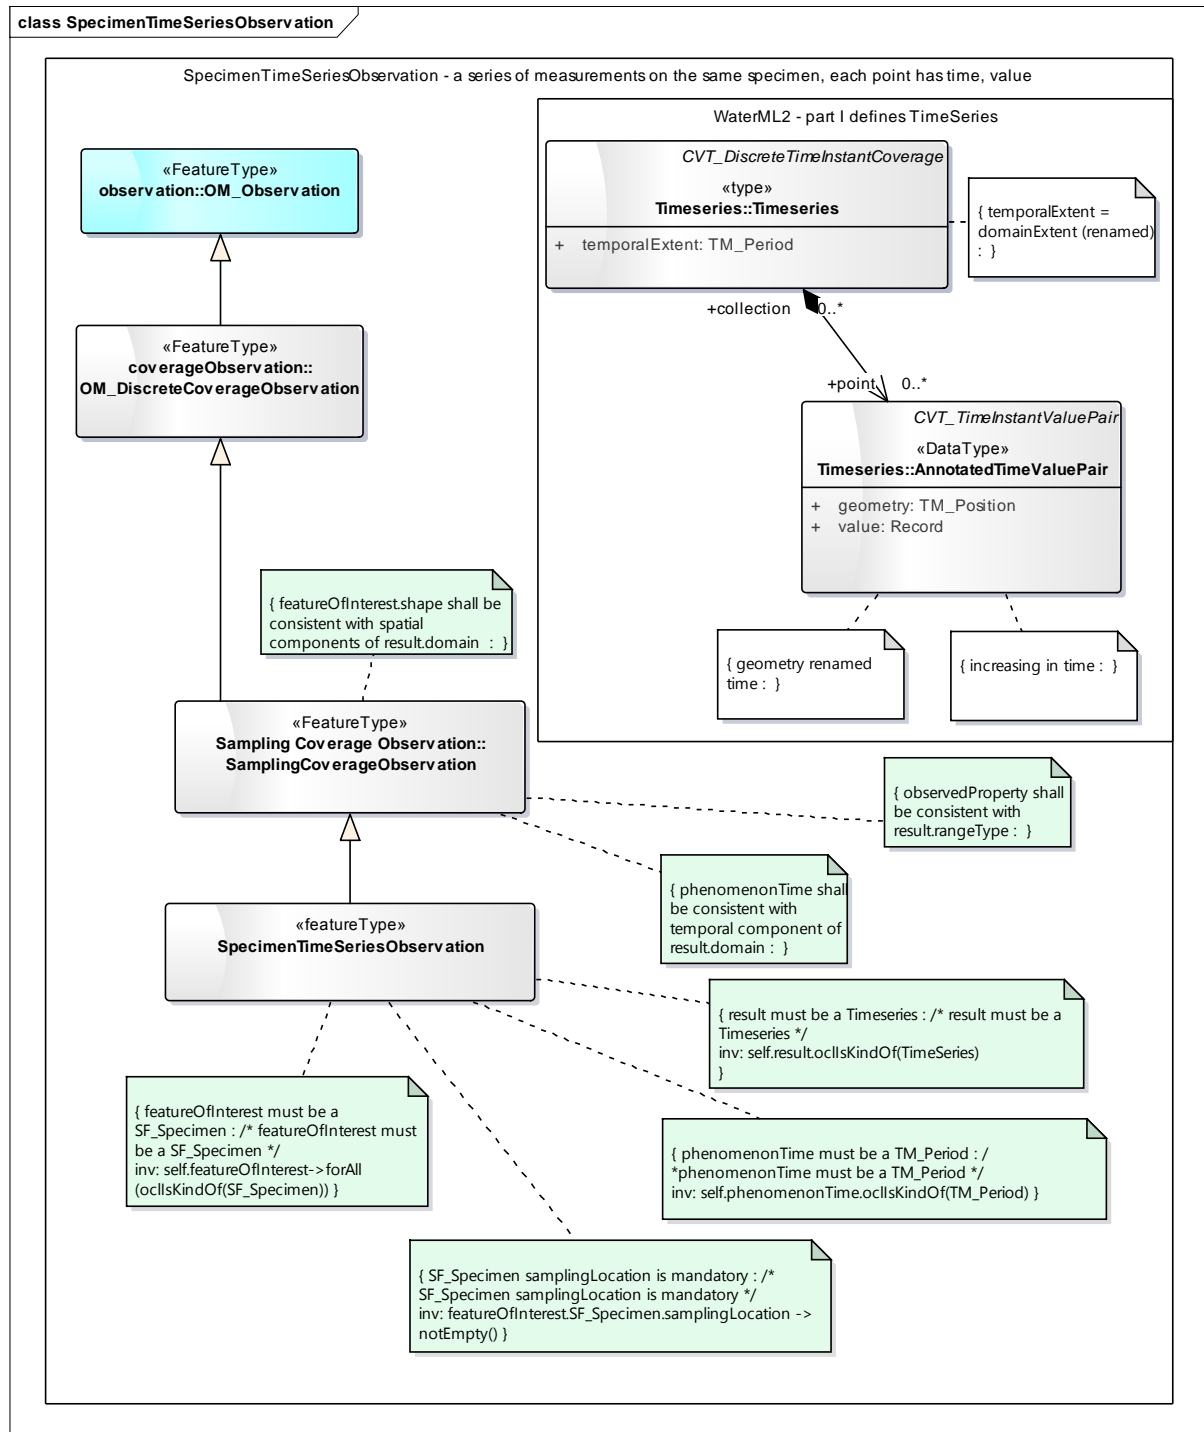 class SpecimenTimeSeriesObservation
SpecimenTimeSeriesObservation - a series of measurements on the same specimen, each point has time, value
«FeatureType»
observation::OM_Observation
«FeatureType»
coverageObservation::
OM_DiscreteCoverageObservation
WaterML2 - part I defines TimeSeries
CVT_DiscreteTimeInstantCoverage
«type»
Timeseries::Timeseries
+ temporalExtent: TM_Period
{ temporalExtent =
domainExtent (renamed)
: }
+collection 0..*
+point 0..*
CVT_TimeInstantValuePair
«DataType»
Timeseries::AnnotatedTimeValuePair
+ geometry: TM_Position
+ value: Record
{ geometry renamed
time : }
{ increasing in time : }
{ featureOfInterest.shape shall be
consistent with spatial
components of result.domain : }
«FeatureType»
Sampling Coverage Observation::
SamplingCoverageObservation
{ observedProperty shall
be consistent with
result.rangeType : }
{ phenomenonTime shall
be consistent with
temporal component of
result.domain : }
«featureType»
SpecimenTimeSeriesObservation
{ result must be a Timeseries : /* result must be a
Timeseries */
inv: self.result.oclIsKindOf(TimeSeries)
}
{ featureOfInterest must be a
SF_Specimen : /* featureOfInterest must
be a SF_Specimen */
inv: self.featureOfInterest->forAll
(oclIsKindOf(SF_Specimen)) }
{ phenomenonTime must be a TM_Period : /
*phenomenonTime must be a TM_Period */
inv: self.phenomenonTime.oclIsKindOf(TM_Period) }
{ SF_Specimen samplingLocation is mandatory : /*
SF_Specimen samplingLocation is mandatory */
inv: featureOfInterest.SF_Specimen.samplingLocation ->
notEmpty() }